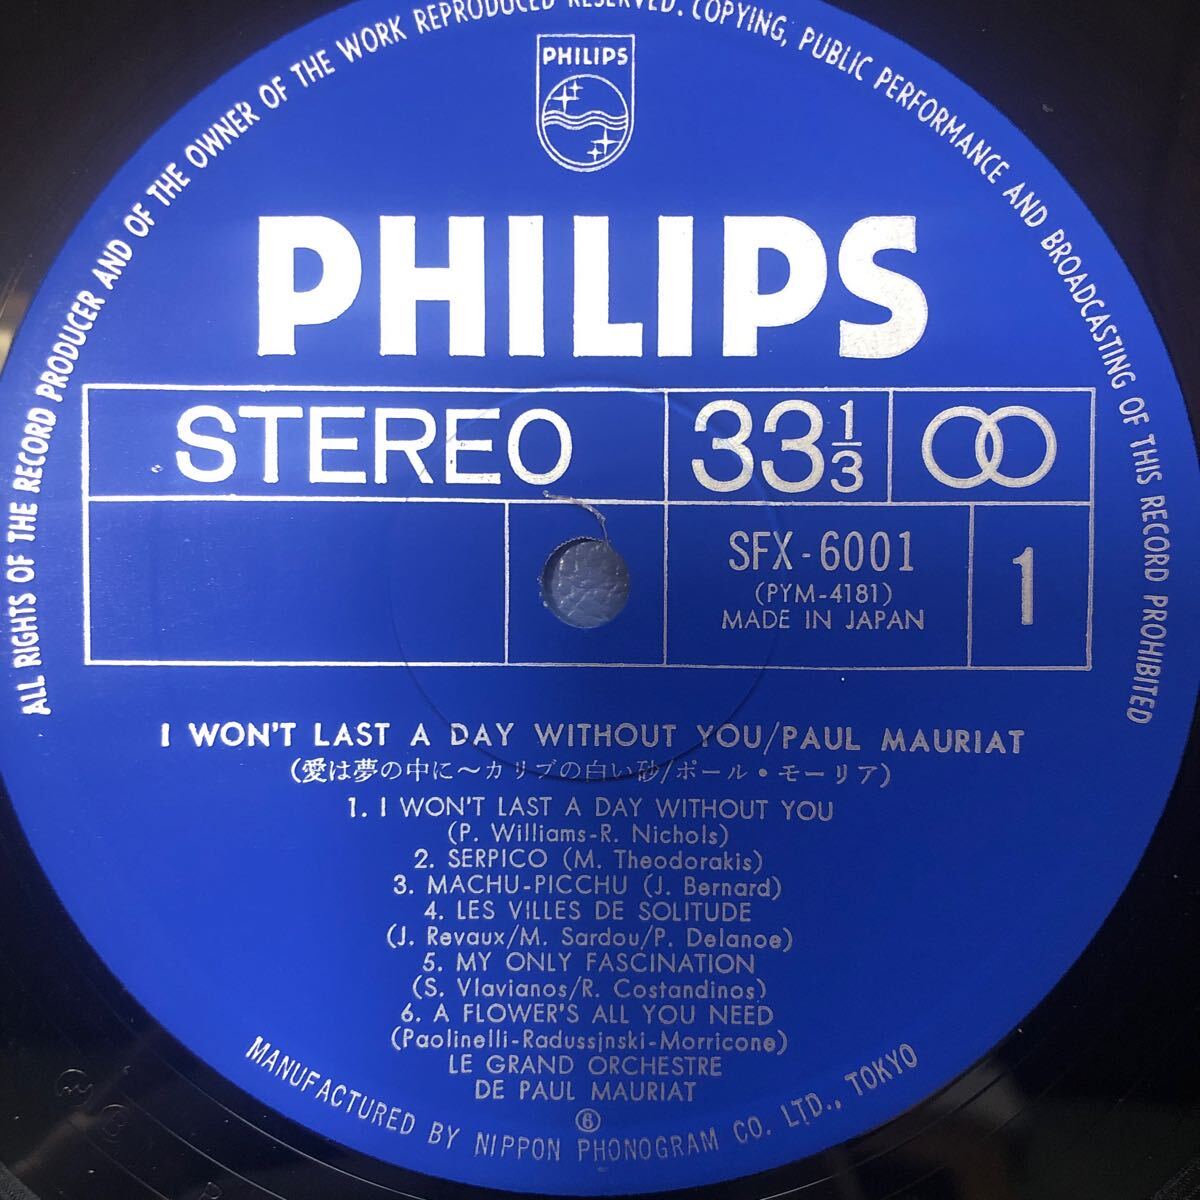 ALL RIGHTS OF THE RECORD PRODUCER AND OF THE OWNER OF THE WORK REPRODUCED RESERVED. COPYING, PUBLIC PERFORMANCE AND BROADCASTING OF THIS RECORD PROHIBITED
PHILIPS
PHILIPS
STEREO
33 1/3
SFX-6001
(PYM-4181)
MADE IN JAPAN
1
I WON'T LAST A DAY WITHOUT YOU/PAUL MAURIAT
(愛は夢の中に〜カリブの白い砂/ポール・モーリア)
1. I WON'T LAST A DAY WITHOUT YOU
(P. Williams-R. Nichols)
2. SERPICO (M. Theodorakis)
3. MACHU-PICCHU (J. Bernard)
4. LES VILLES DE SOLITUDE
(J. Revaux/M. Sardou/P. Delanoe)
5. MY ONLY FASCINATION
(S. Vlavianos/R. Costandinos)
6. A FLOWER'S ALL YOU NEED
(Paolinelli-Radussjnski-Morricone)
LE GRAND ORCHESTRE
DE PAUL MAURIAT
⑥
MANUFACTURED BY NIPPON PHONOGRAM CO. LTD., TOKYO